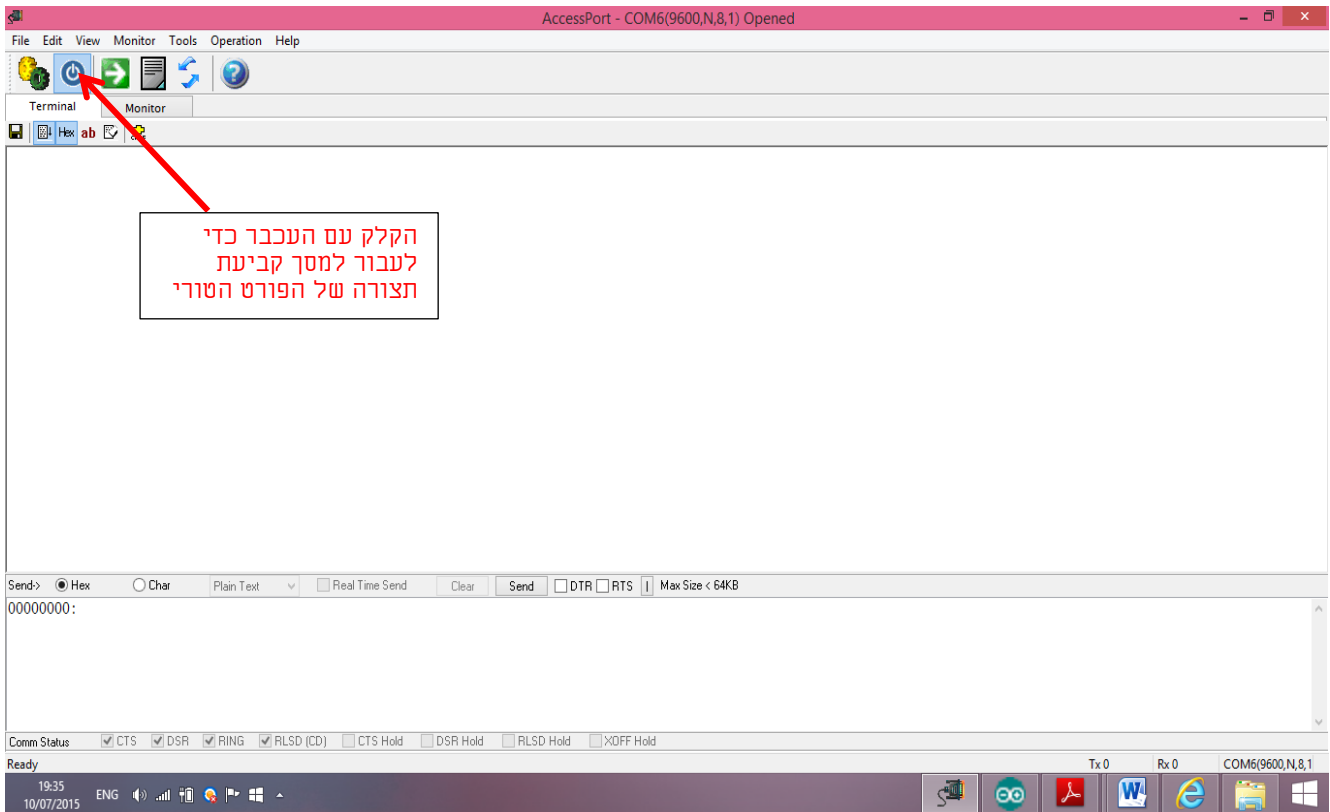 AccessPort - COM6(9600,N,8,1) Opened
File Edit View Monitor Tools Operation Help
Terminal Monitor
Hex ab
הקלק עם העכבר כדי
לעבור למסך קביעת
תצורה של הפורט הטורי
Send-> Hex Char Plain Text Real Time Send Clear Send DTR RTS Max Size < 64KB
00000000:
Comm Status CTS DSR RING RLSD (CD) CTS Hold DSR Hold RLSD Hold XOFF Hold
Ready Tx 0 Rx 0 COM6(9600,N,8,1
19:35 ENG
10/07/2015